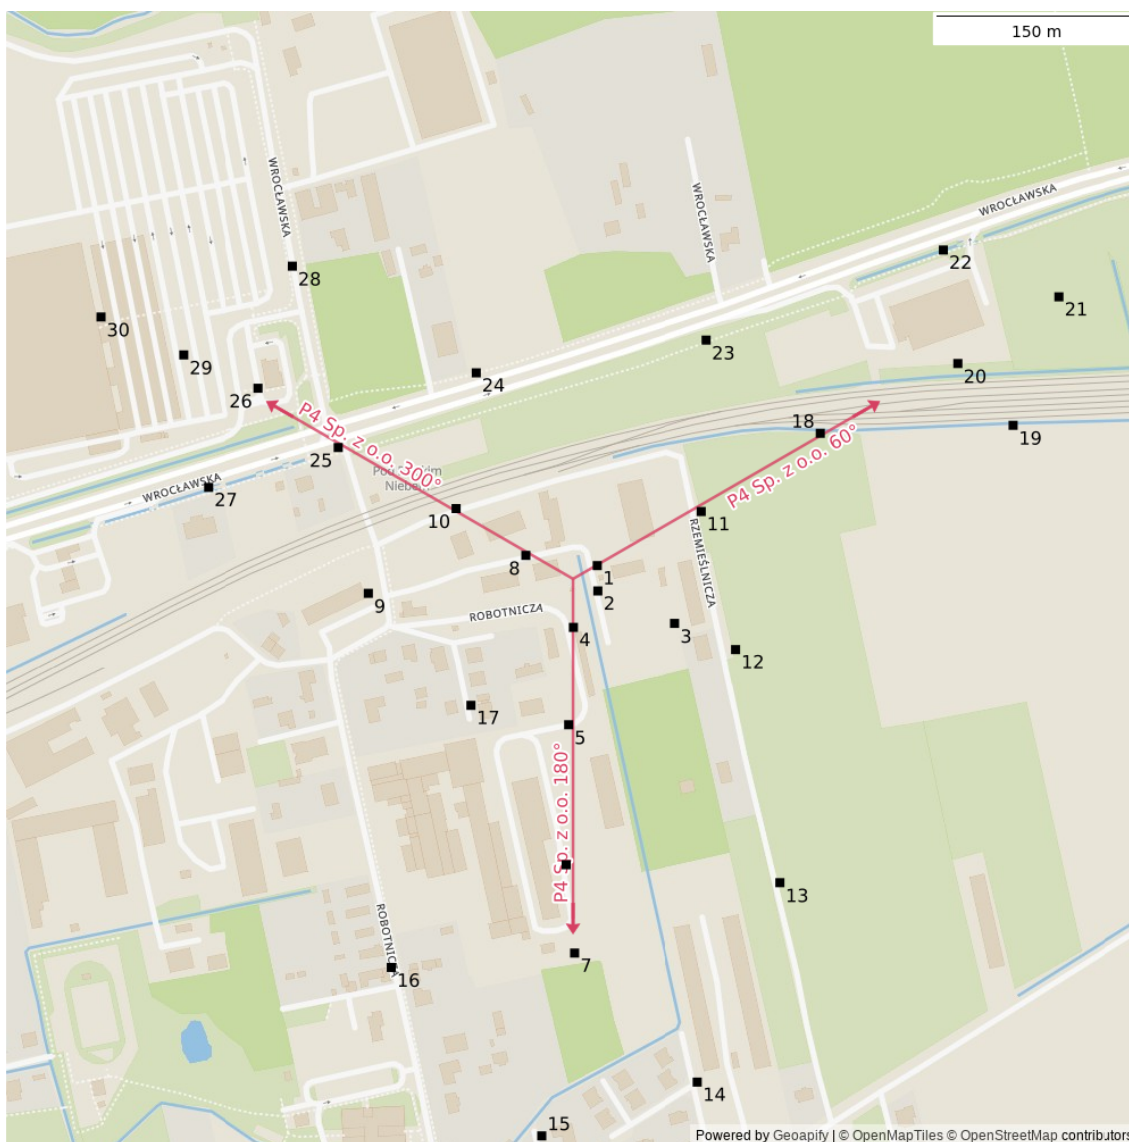 150 m
WROCŁAWSKA
WROCŁAWSKA
WROCŁAWSKA
22
28
21
30
23
29
20
24
26
P4 Sp. z o.o. 300°
18
19
25
P4 Sp. z o.o. 60°
WROCŁAWSKA
27
Niebem
10
11
8
1
RZEMIEŚLNICZA
2
9
ROBOTNICZA
4
3
12
17
5
P4 Sp. z o.o. 180°
13
ROBOTNICZA
7
16
14
15
Powered by Geoapify | © OpenMapTiles © OpenStreetMap contributors